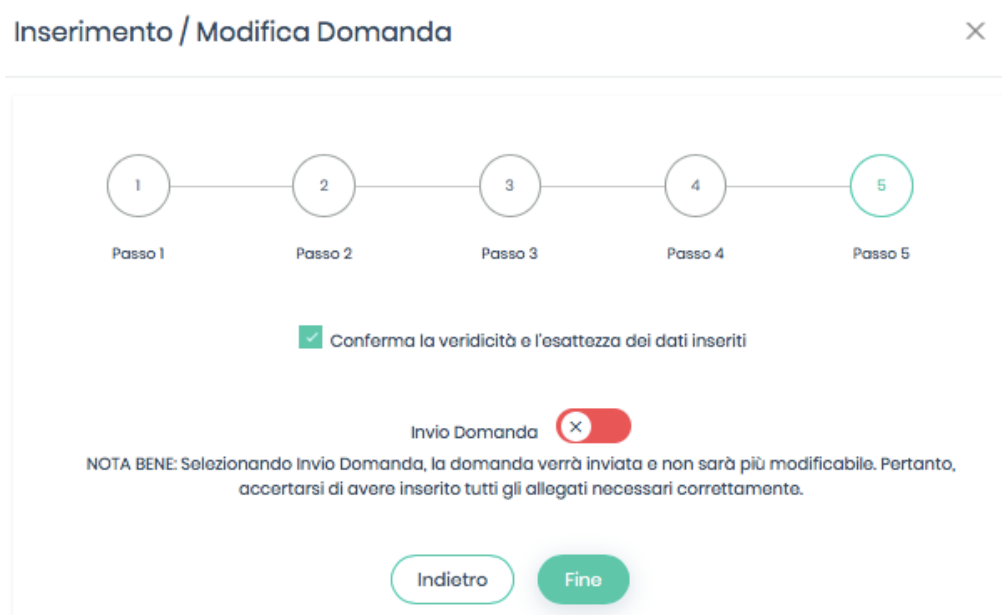 Inserimento / Modifica Domanda
1
2
3
4
5
Passo 1
Passo 2
Passo 3
Passo 4
Passo 5
Conferma la veridicità e l'esattezza dei dati inseriti
Invio Domanda
NOTA BENE: Selezionando Invio Domanda, la domanda verrà inviata e non sarà più modificabile. Pertanto,
accertarsi di avere inserito tutti gli allegati necessari correttamente.
Indietro
Fine